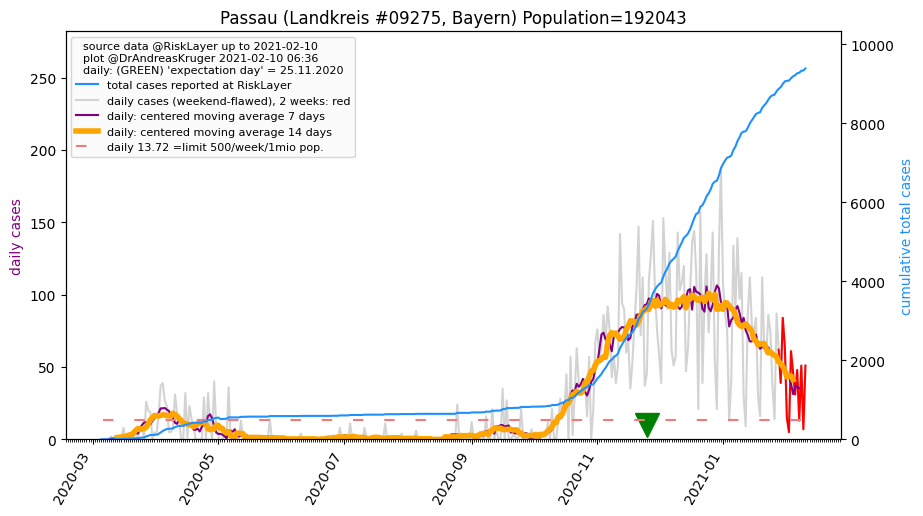 Passau (Landkreis #09275, Bayern) Population=192043
source data @RiskLayer up to 2021-02-10
plot @DrAndreasKruger 2021-02-10 06:36
daily: (GREEN) 'expectation day' = 25.11.2020
total cases reported at RiskLayer
daily cases (weekend-flawed), 2 weeks: red
daily: centered moving average 7 days
daily: centered moving average 14 days
daily 13.72 =limit 500/week/1mio pop.
daily cases
250
200
150
100
50
0
cumulative total cases
10000
8000
6000
4000
2000
0
2020-03
2020-05
2020-07
2020-09
2020-11
2021-01